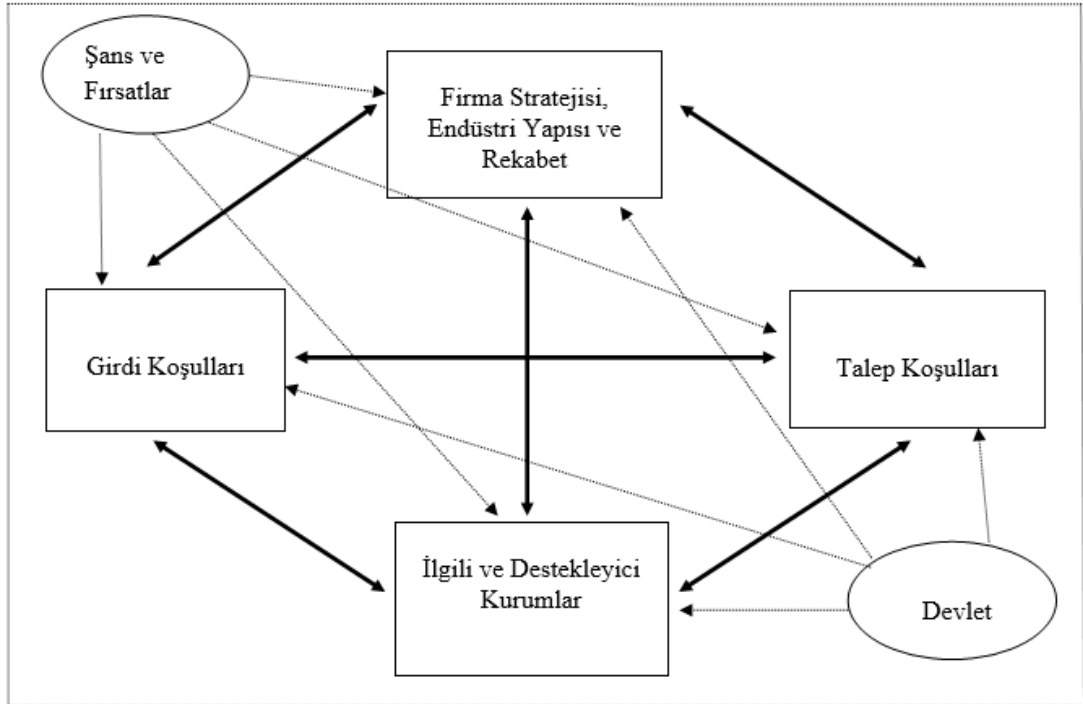 Şans ve
Fırsatlar
Firma Stratejisi,
Endüstri Yapısı ve
Rekabet
Girdi Koşulları
Talep Koşulları
İlgili ve Destekleyici
Kurumlar
Devlet